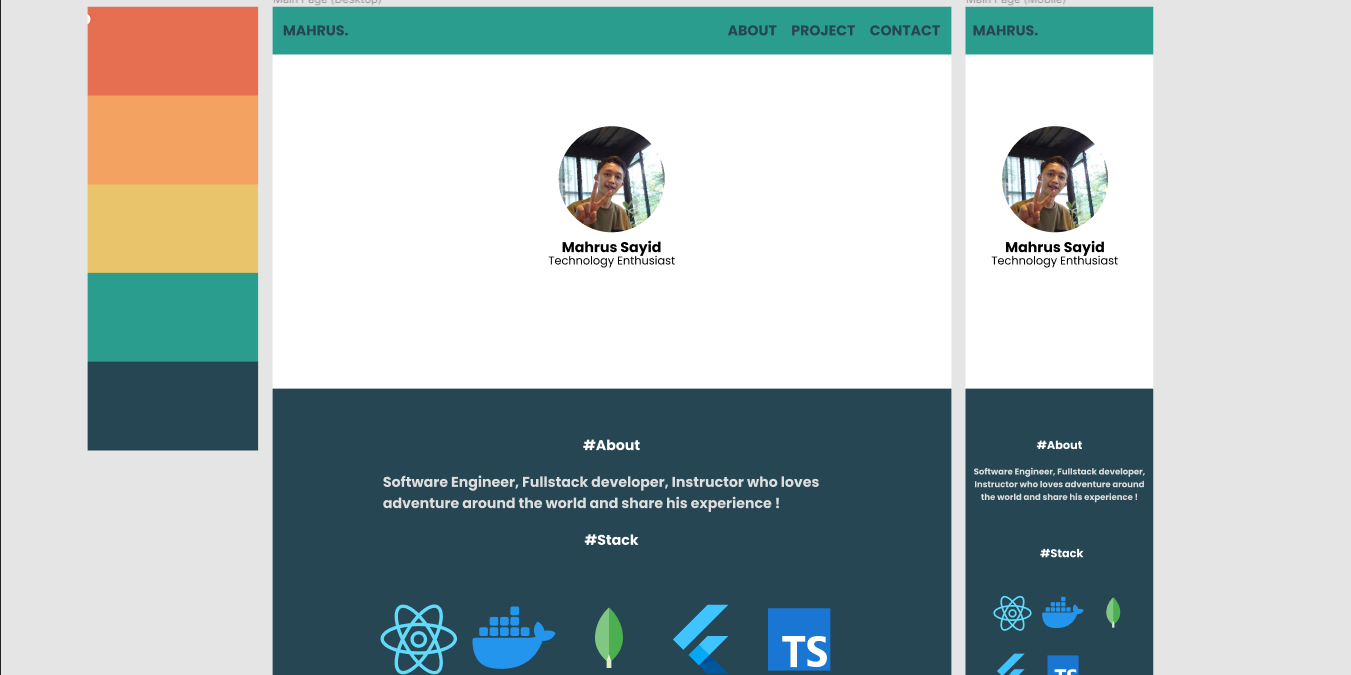 Main Page (Desktop)
Main Page (Mobile)
MAHRUS.
ABOUT PROJECT CONTACT
Mahrus Sayid
Technology Enthusiast
#About
Software Engineer, Fullstack developer, Instructor who loves
adventure around the world and share his experience !
#Stack
TS
MAHRUS.
Mahrus Sayid
Technology Enthusiast
#About
Software Engineer, Fullstack developer,
Instructor who loves adventure around
the world and share his experience !
#Stack
TS